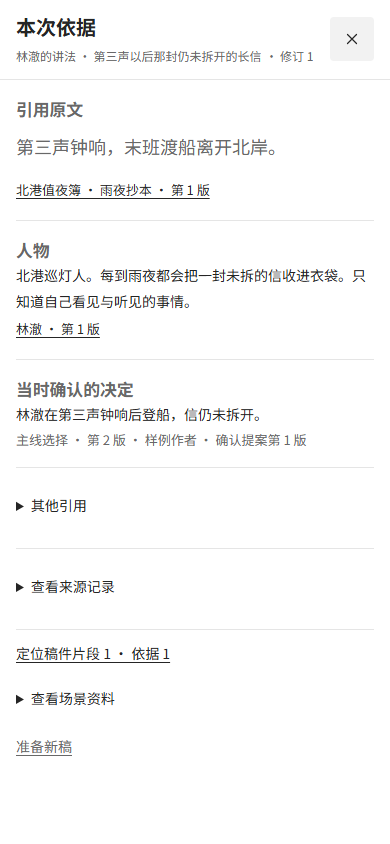 本次依据
林澈的讲法 · 第三声以后那封仍未拆开的长信 · 修订 1
引用原文
第三声钟响，末班渡船离开北岸。
北港值夜簿 · 雨夜抄本 · 第 1 版
人物
北港巡灯人。每到雨夜都会把一封未拆的信收进衣袋。只
知道自己看见与听见的事情。
林澈 · 第 1 版
当时确认的决定
林澈在第三声钟响后登船，信仍未拆开。
主线选择 · 第 2 版 · 样例作者 · 确认提案第 1 版
其他引用
查看来源记录
定位稿件片段 1 · 依据 1
查看场景资料
准备新稿